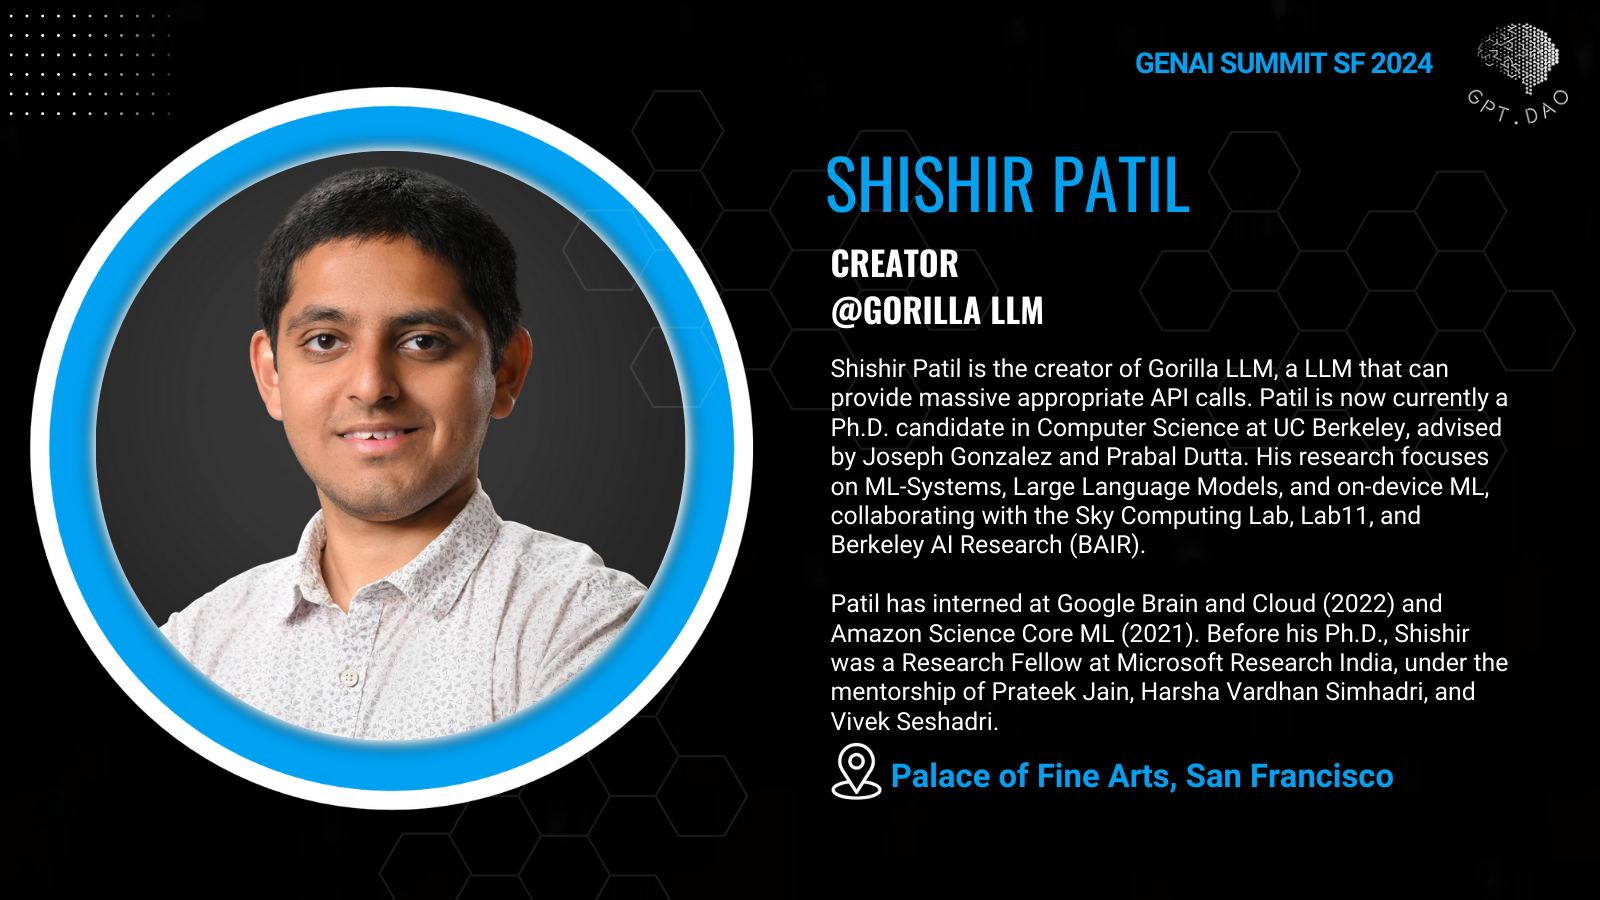 GENAI SUMMIT SF 2024
GPT.DAO
SHISHIR PATIL
CREATOR
@GORILLA LLM
Shishir Patil is the creator of Gorilla LLM, a LLM that can
provide massive appropriate API calls. Patil is now currently a
Ph.D. candidate in Computer Science at UC Berkeley, advised
by Joseph Gonzalez and Prabal Dutta. His research focuses
on ML-Systems, Large Language Models, and on-device ML,
collaborating with the Sky Computing Lab, Lab11, and
Berkeley AI Research (BAIR).
Patil has interned at Google Brain and Cloud (2022) and
Amazon Science Core ML (2021). Before his Ph.D., Shishir
was a Research Fellow at Microsoft Research India, under the
mentorship of Prateek Jain, Harsha Vardhan Simhadri, and
Vivek Seshadri.
Palace of Fine Arts, San Francisco